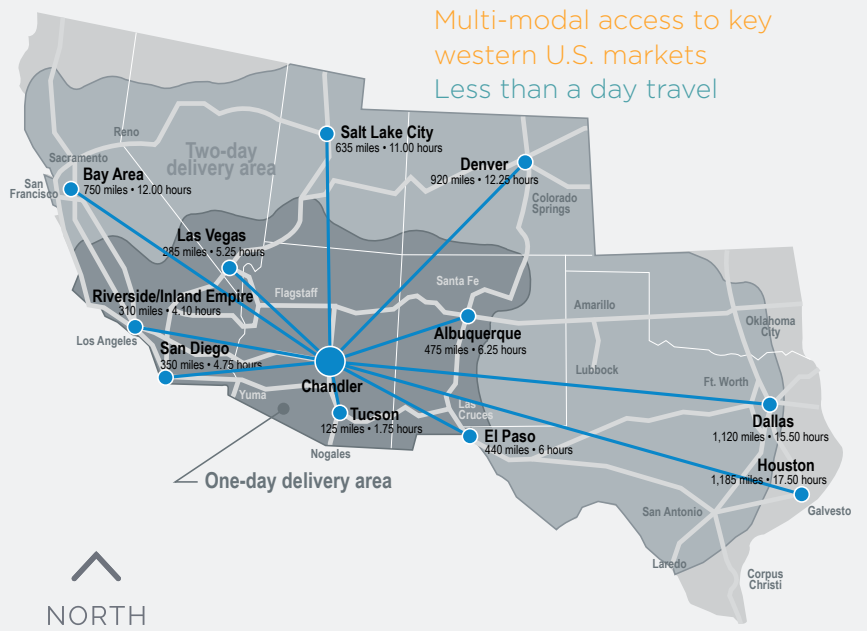 Multi-modal access to key
western U.S. markets
Less than a day travel
Reno
Two-day
delivery area
Salt Lake City
635 miles • 11.00 hours
Sacramento
Bay Area
750 miles • 12.00 hours
San
Francisco
Denver
920 miles • 12.25 hours
Colorado
Springs
Las Vegas
285 miles • 5.25 hours
Riverside/Inland Empire
310 miles • 4.10 hours
Flagstaff
Santa Fe
Amarillo
Los Angeles
San Diego
350 miles • 4.75 hours
Albuquerque
475 miles • 6.25 hours
Oklahoma
City
Lubbock
Chandler
Yuma
Ft. Worth
Las
Cruces
Tucson
125 miles • 1.75 hours
Dallas
1,120 miles • 15.50 hours
El Paso
440 miles • 6 hours
Nogales
Houston
1,185 miles • 17.50 hours
One-day delivery area
San Antonio
Galvesto
Laredo
Corpus
Christi
NORTH